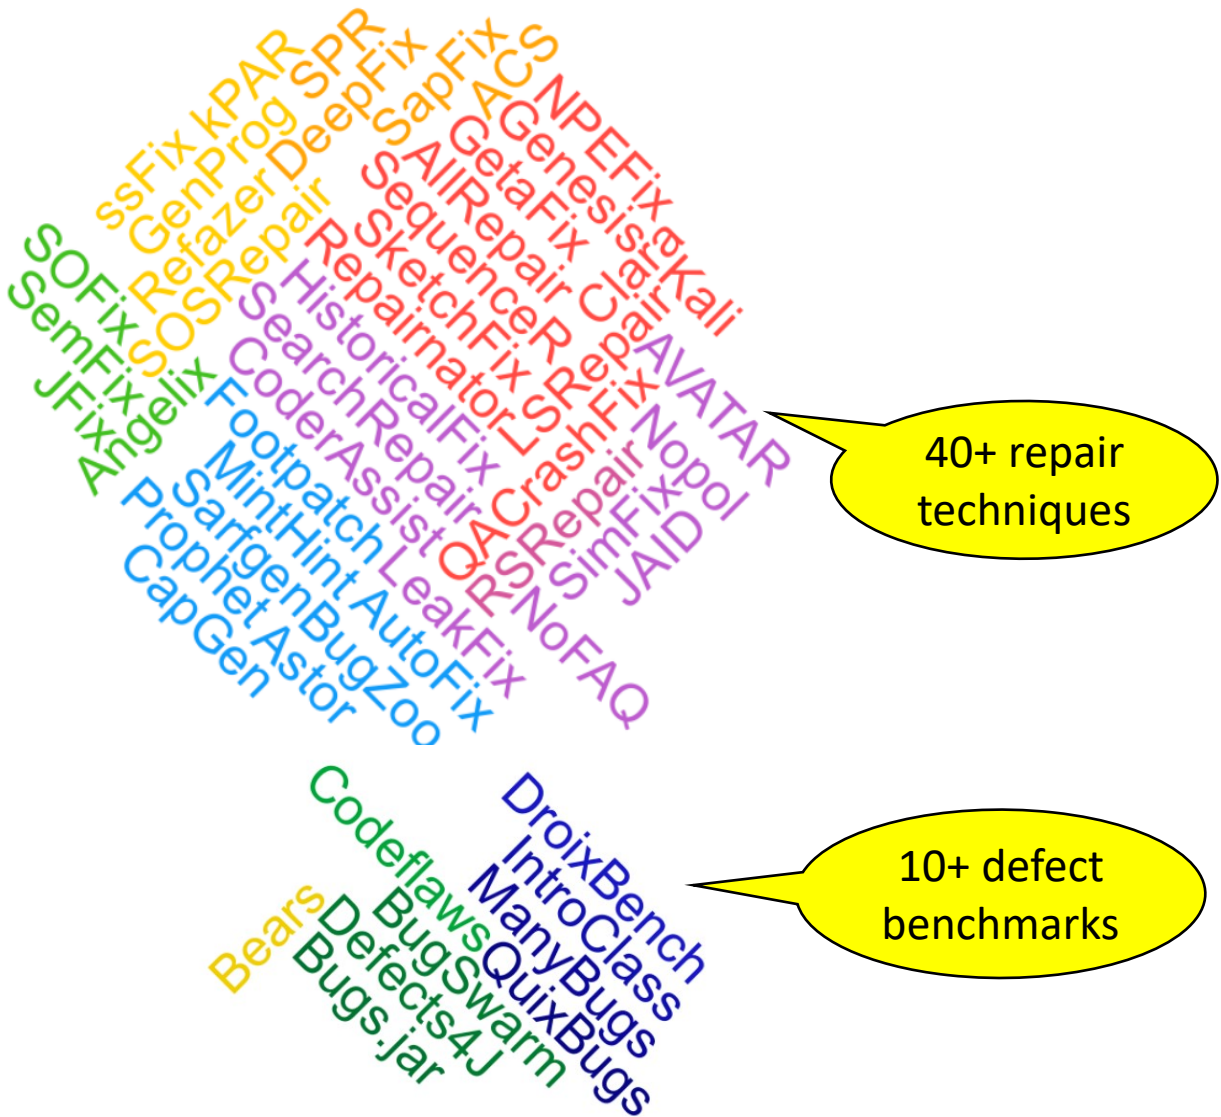 ssFix kPAR
GenProg SPR
Refazer DeepFix
SOSRepair SapFix
ACS
NPEFix
Genesis jKali
GetaFix Clara
AllRepair
SequenceR
SketchFix LSRepair
Repairnator
QACrashFix
HistoricalFix
SearchRepair
CoderAssist
LeakFix
RSRepair
AVATAR
Nopol
SimFix
JAID
NoFAQ
SOFix
SemFix
JFix
Angelix
Footpatch
MintHint AutoFix
Sarfgen BugZoo
Prophet Astor
CapGen
40+ repair
techniques
Codeflaws
DroixBench
IntroClass
ManyBugs
QuixBugs
BugSwarm
Defects4J
Bugs.jar
Bears
10+ defect
benchmarks